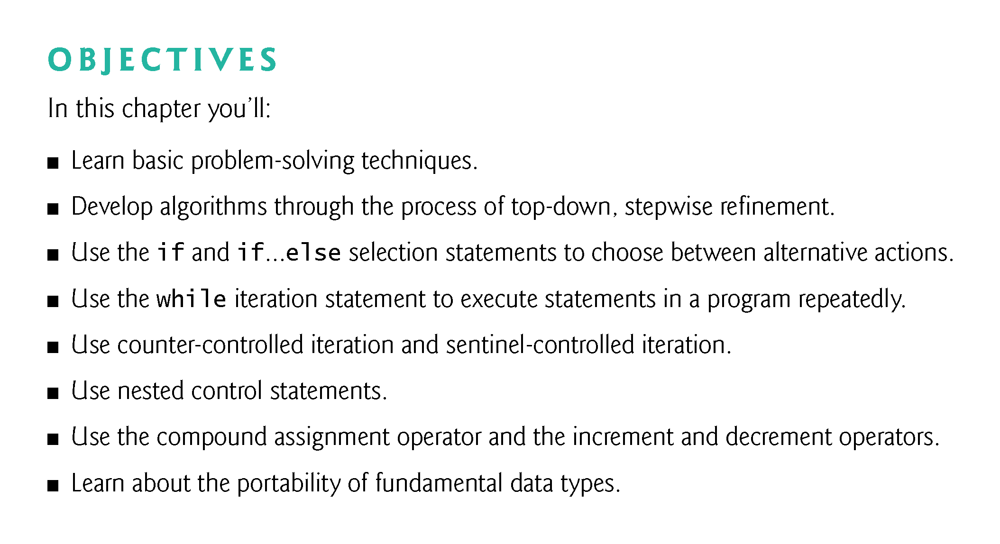 OBJECTIVES
In this chapter you’ll:
■ Learn basic problem-solving techniques.
■ Develop algorithms through the process of top-down, stepwise refinement.
■ Use the if and if…else selection statements to choose between alternative actions.
■ Use the while iteration statement to execute statements in a program repeatedly.
■ Use counter-controlled iteration and sentinel-controlled iteration.
■ Use nested control statements.
■ Use the compound assignment operator and the increment and decrement operators.
■ Learn about the portability of fundamental data types.